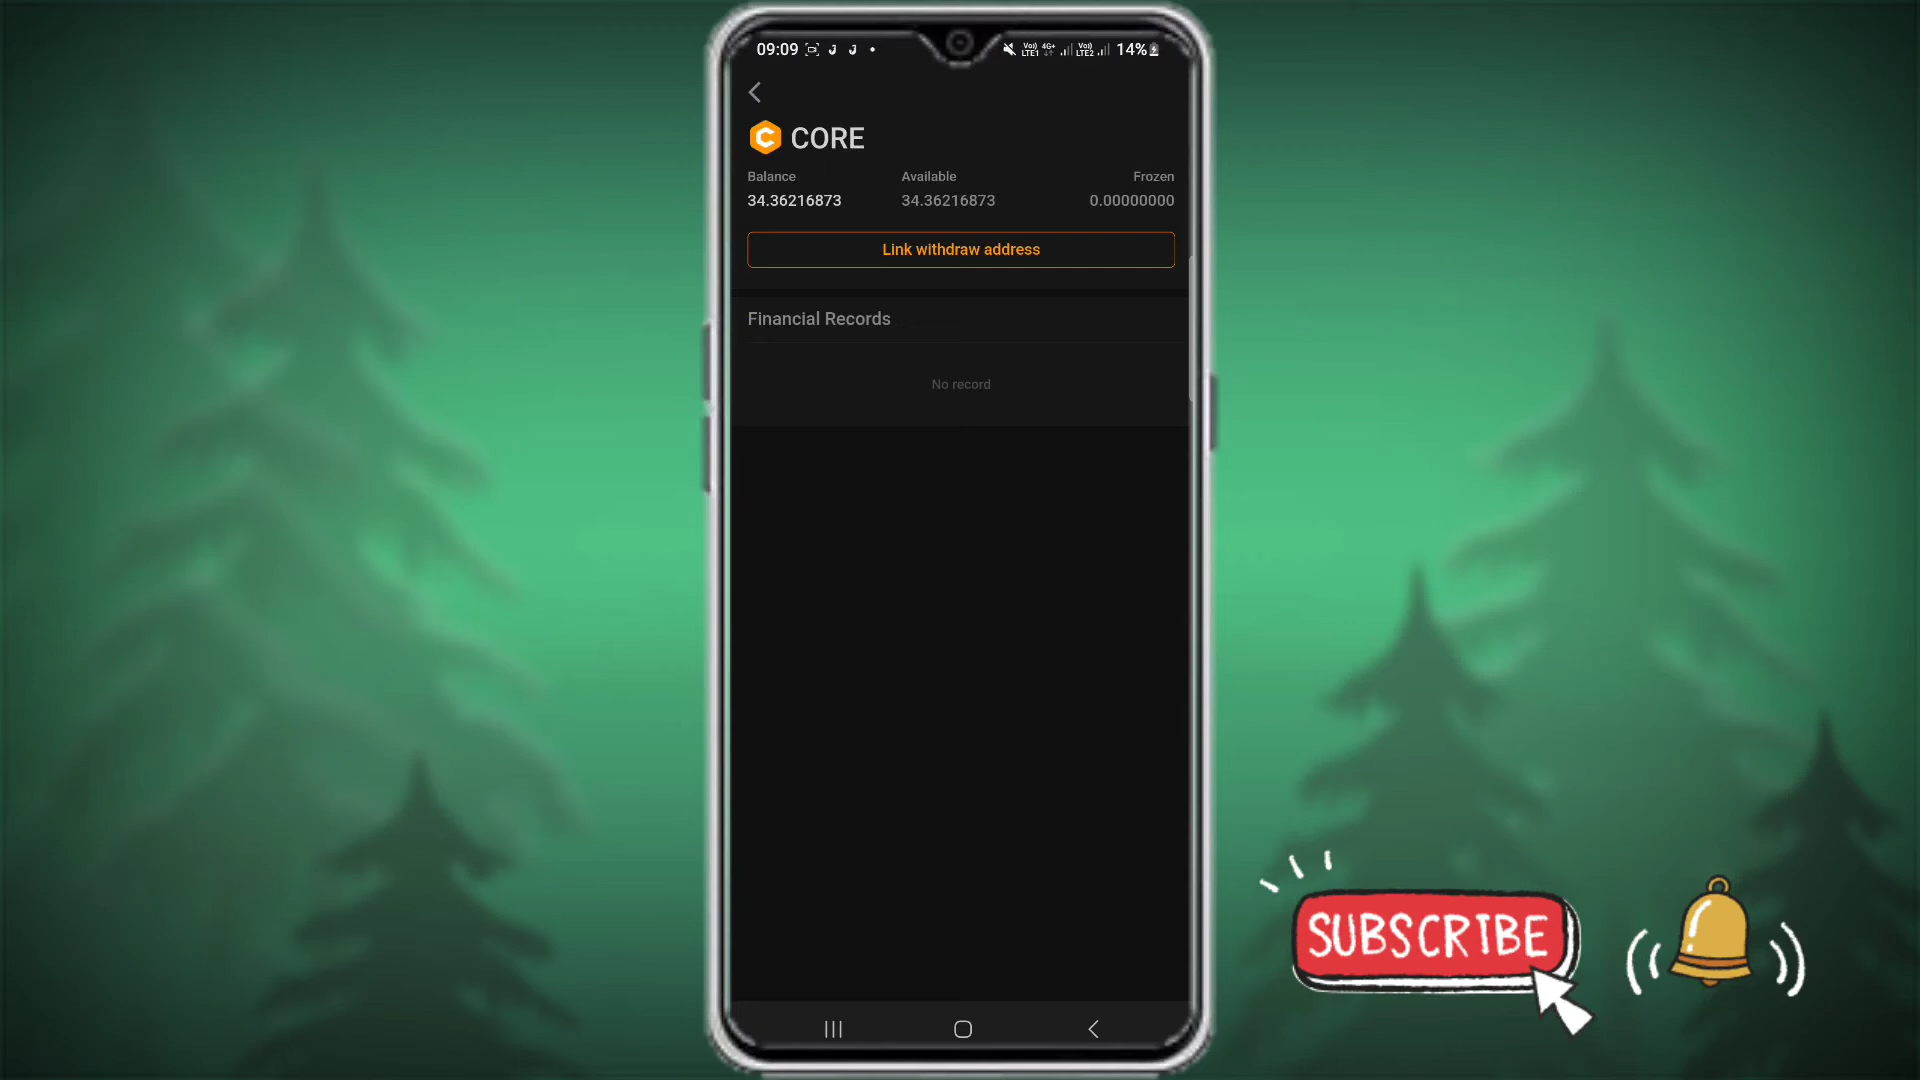 09:09 14%
CORE
Balance Available Frozen
34.36216873 34.36216873 0.00000000
Link withdraw address
Financial Records
No record
SUBSCRIBE